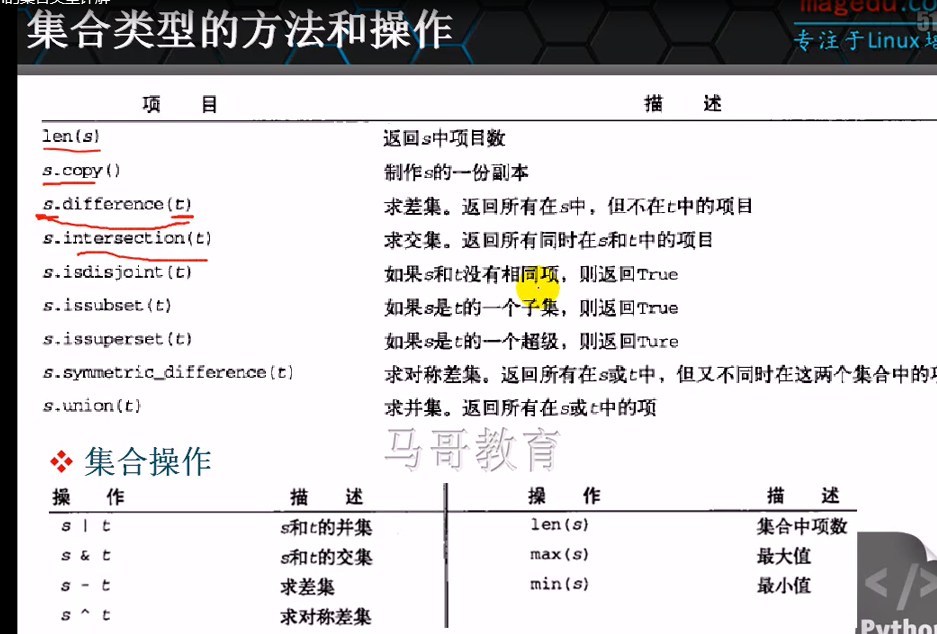 集合类型的方法和操作
magedu.co
专注于Linux
项 目 描 述
len(s) 返回s中项目数
s.copy() 制作s的一份副本
s.difference(t) 求差集。返回所有在s中，但不在t中的项目
s.intersection(t) 求交集。返回所有同时在s和t中的项目
s.isdisjoint(t) 如果s和t没有相同项，则返回True
s.issubset(t) 如果s是t的一个子集，则返回True
s.issuperset(t) 如果s是t的一个超级，则返回Ture
s.symmetric_difference(t) 求对称差集。返回所有在s或t中，但又不同时在这两个集合中的
s.union(t) 求并集。返回所有在s或t中的项
马哥教育
集合操作
操 作 描 述 操 作 描 述
s | t s和t的并集 len(s) 集合中项数
s & t s和t的交集 max(s) 最大值
s - t 求差集 min(s) 最小值
s ^ t 求对称差集
</>
Pytho